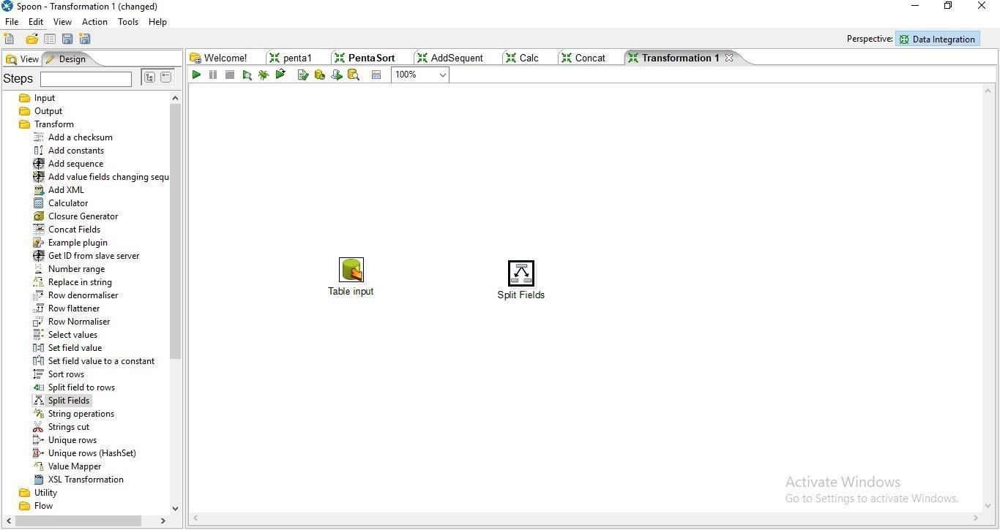 Spoon - Transformation 1 (changed)
File Edit View Action Tools Help
Perspective: Data Integration
View Design
Welcome! penta1 PentaSort AddSequent Calc Concat Transformation 1
Steps
100%
Input
Output
Transform
Add a checksum
Add constants
Add sequence
Add value fields changing sequ
Add XML
Calculator
Closure Generator
Concat Fields
Example plugin
Get ID from slave server
Number range
Replace in string
Row denormaliser
Row flattener
Row Normaliser
Select values
Set field value
Set field value to a constant
Sort rows
Split field to rows
Split Fields
String operations
Strings cut
Unique rows
Unique rows (HashSet)
Value Mapper
XSL Transformation
Utility
Flow
Table input
Split Fields
Activate Windows
Go to Settings to activate Windows.